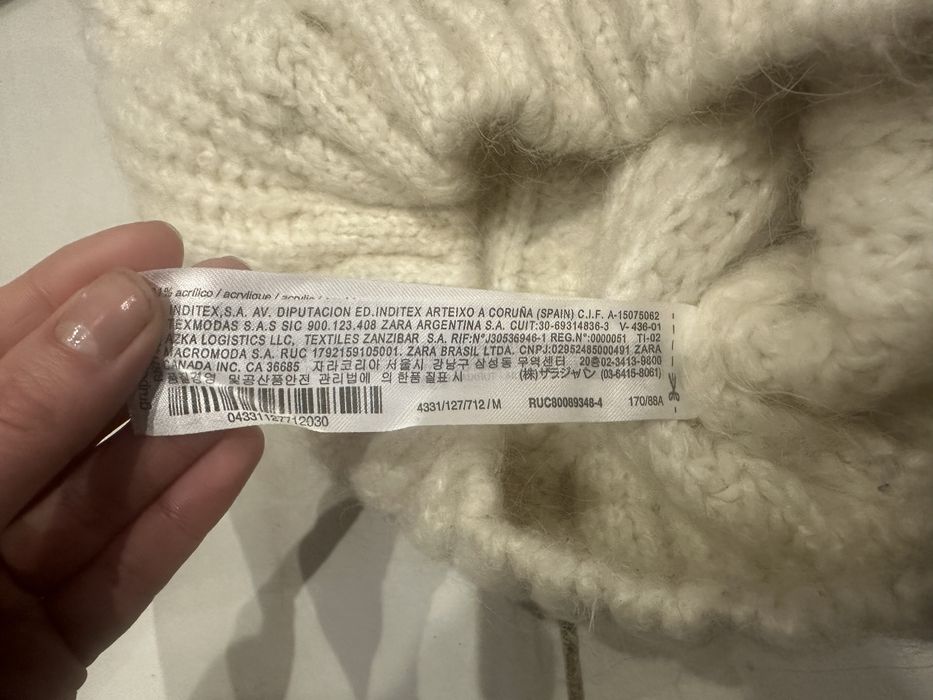 % acrílico / acrylique /
INDITEX,S.A. AV. DIPUTACION ED.INDITEX ARTEIXO A CORUÑA (SPAIN) C.I.F. A-15075062
TEXMODAS S.A.S SIC 900.123.408 ZARA ARGENTINA S.A. CUIT:30-69314836-3 V-436-01
AZKA LOGISTICS LLC, TEXTILES ZANZIBAR S.A. RIF:NºJ30536946-1 REG.Nº:0000051 TI-02
MACROMODA S.A. RUC 1792159105001. ZARA BRASIL LTDA. CNPJ:02952485000491 ZARA
CANADA INC. CA 36685 자라코리아 서울시 강남구 삼성동 무역센터 20층02-3413-9800
품질경영 및공산품안전 관리법에 의한품질표시 (株)ザラジャパン (03-6415-8061)
04331127712030 4331/127/712/M RUC80089348-4 170/88A